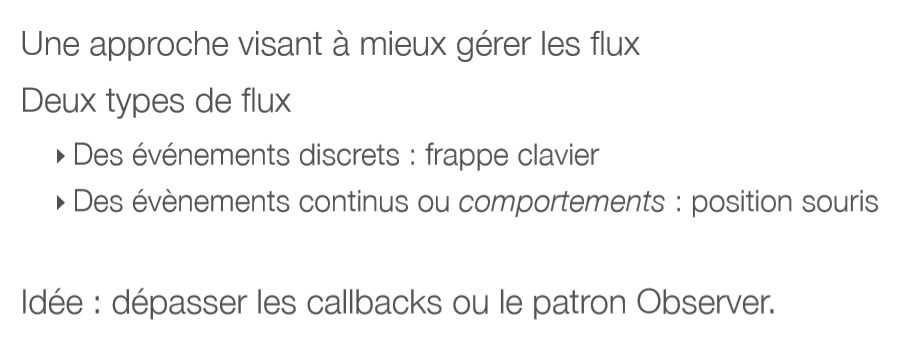 Une approche visant à mieux gérer les flux
Deux types de flux
‣ Des événements discrets : frappe clavier
‣ Des évènements continus ou comportements : position souris
Idée : dépasser les callbacks ou le patron Observer.